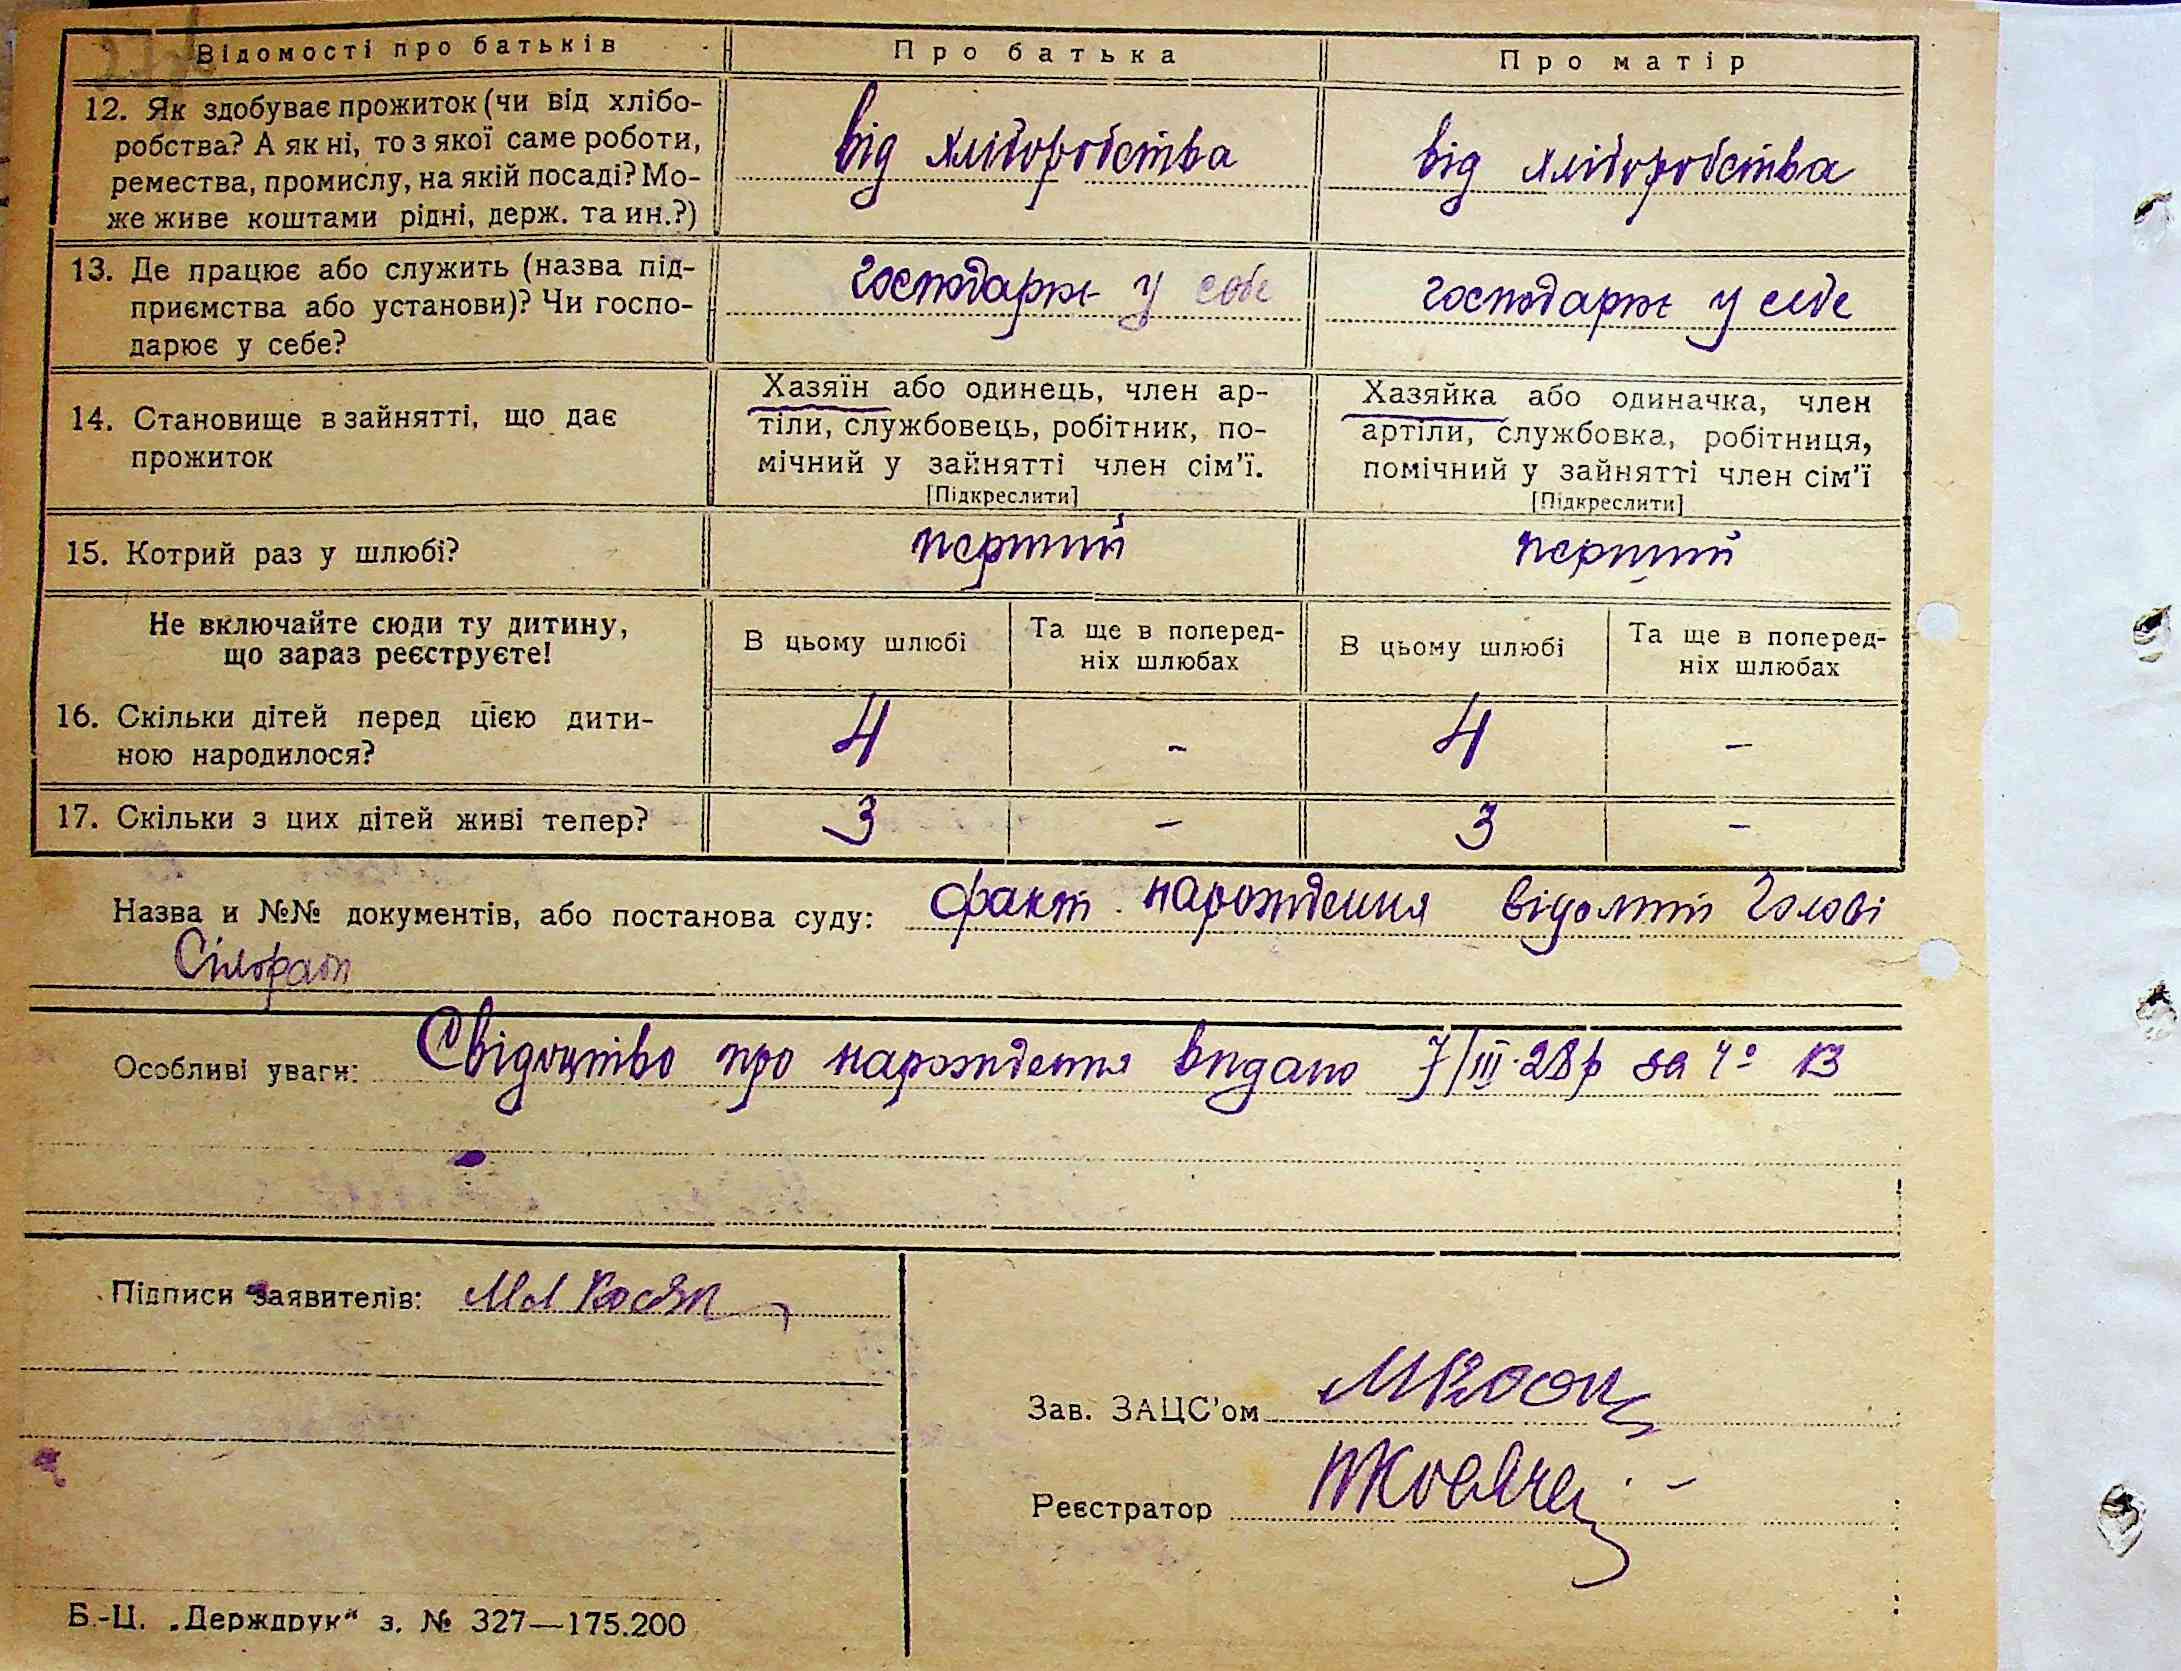 Відомості про батьків
Про батька
Про матір
12. Як здобуває прожиток (чи від хлібо-
робства? А як ні, то з якої саме роботи,
ремества, промислу, на якій посаді? Мо-
же живе коштами рідні, держ. та ин.?)
від хліборобства
від хліборобства
13. Де працює або служить (назва під-
приємства або установи)? Чи госпо-
дарює у себе?
господарює у себе
господарює у себе
14. Становище в зайнятті, що дає
прожиток
Хазяїн або одинець, член ар-
тіли, службовець, робітник, по-
мічний у зайнятті член сім'ї.
[Підкреслити]
Хазяйка або одиначка, член
артіли, службовка, робітниця,
помічний у зайнятті член сім'ї
[Підкреслити]
15. Котрий раз у шлюбі?
перший
перший
Не включайте сюди ту дитину,
що зараз реєструєте!
В цьому шлюбі
Та ще в поперед-
ніх шлюбах
В цьому шлюбі
Та ще в поперед-
ніх шлюбах
16. Скільки дітей перед цією дити-
ною народилося?
4 - 4 -
17. Скільки з цих дітей живі тепер?
3 - 3 -
Назва и №№ документів, або постанова суду: факт народження відомий Голові
Сільради
Особливі уваги: Свідоцтво про народження видано 7/III-28р за № 13
Підписи заявителів:
Зав. ЗАЦС'ом
Реєстратор
Б.-Ц. „Держдрук" з. № 327—175.200